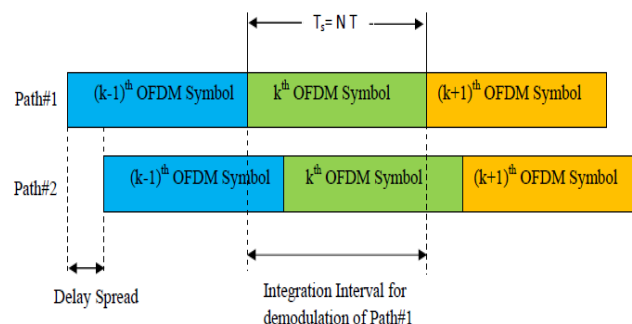 Tₛ= N T
Path#1
(k-1)ᵗʰ OFDM Symbol
kᵗʰ OFDM Symbol
(k+1)ᵗʰ OFDM Symbol
Path#2
(k-1)ᵗʰ OFDM Symbol
kᵗʰ OFDM Symbol
(k+1)ᵗʰ OFDM Symbol
Delay Spread
Integration Interval for
demodulation of Path#1